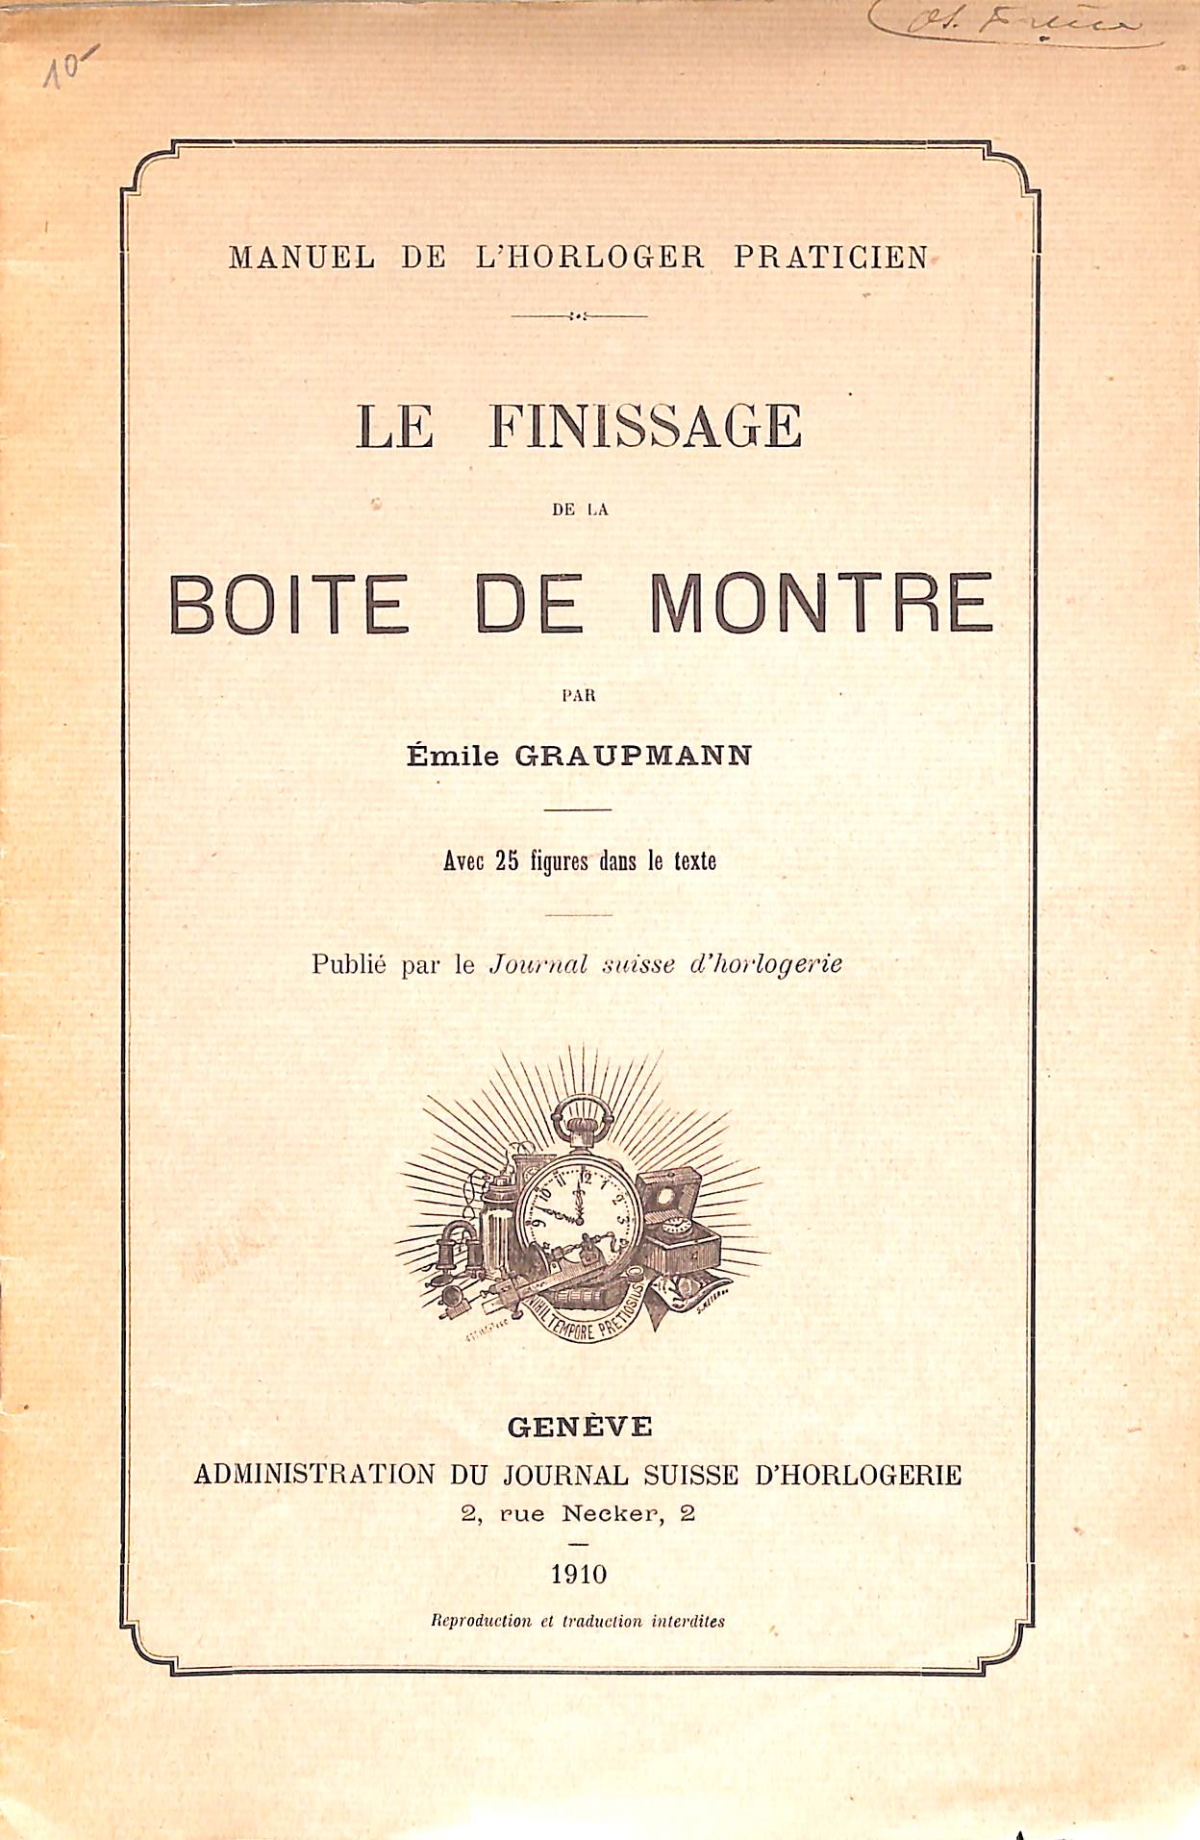 10-
MANUEL DE L'HORLOGER PRATICIEN
LE FINISSAGE
DE LA
BOITE DE MONTRE
PAR
Émile GRAUPMANN
Avec 25 figures dans le texte
Publié par le Journal suisse d'horlogerie
NIHIL TEMPORE PRETIOSIUS
GENÈVE
ADMINISTRATION DU JOURNAL SUISSE D'HORLOGERIE
2, rue Necker, 2
1910
Reproduction et traduction interdites